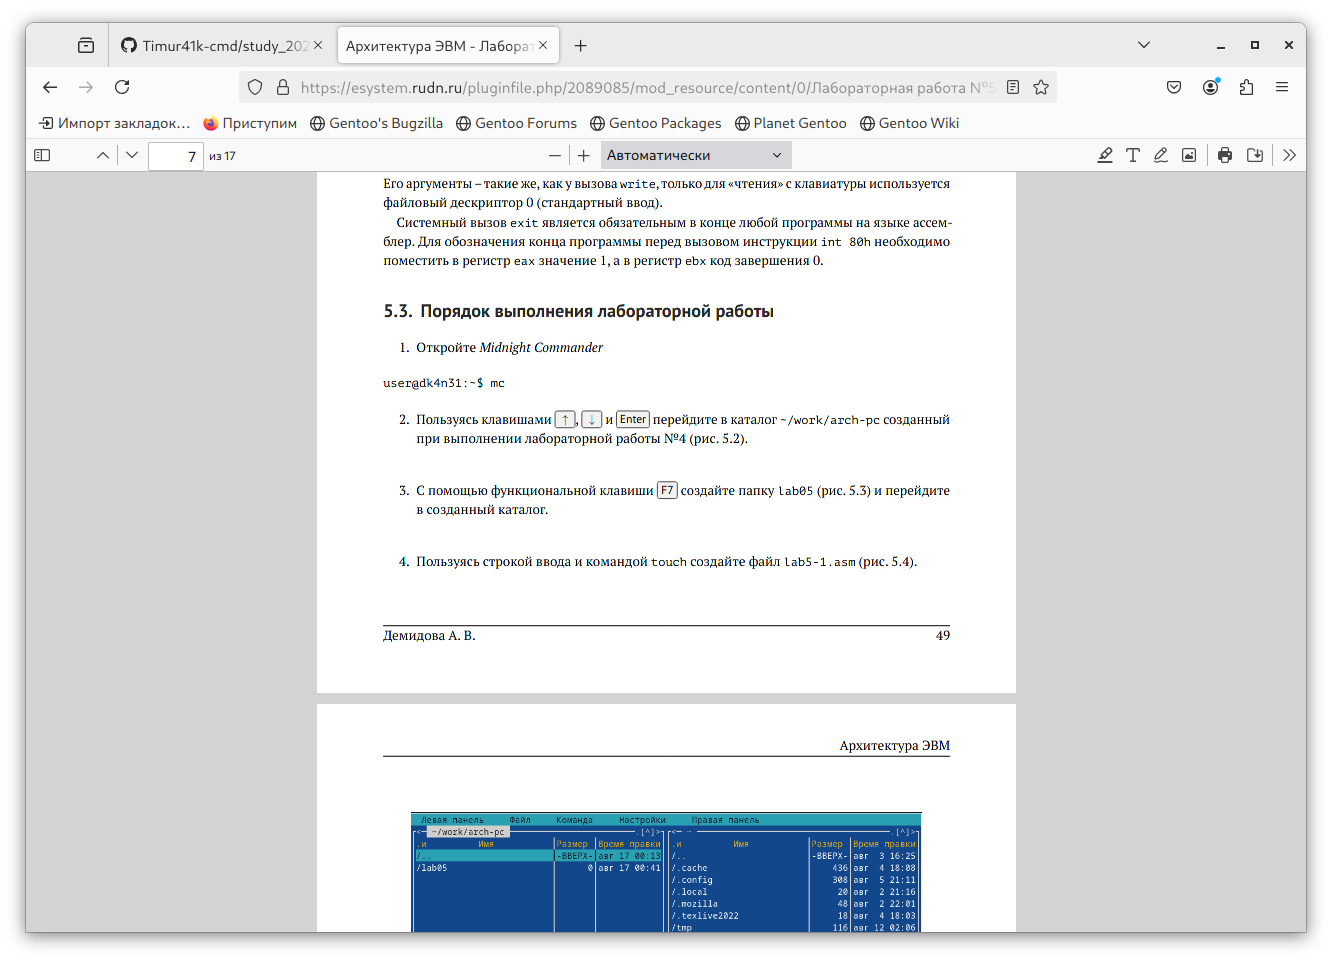 Timur41k-cmd/study_202
Архитектура ЭВМ - Лаборат
https://esystem.rudn.ru/pluginfile.php/2089085/mod_resource/content/0/Лабораторная работа №5
Импорт закладок… Приступим Gentoo's Bugzilla Gentoo Forums Gentoo Packages Planet Gentoo Gentoo Wiki
7 из 17 Автоматически
Его аргументы – такие же, как у вызова write, только для «чтения» с клавиатуры используется
файловый дескриптор 0 (стандартный ввод).
Системный вызов exit является обязательным в конце любой программы на языке ассем-
блер. Для обозначения конца программы перед вызовом инструкции int 80h необходимо
поместить в регистр eax значение 1, а в регистр ebx код завершения 0.
5.3. Порядок выполнения лабораторной работы
1. Откройте Midnight Commander
user@dk4n31:~$ mc
2. Пользуясь клавишами ↑, ↓ и Enter перейдите в каталог ~/work/arch-pc созданный
при выполнении лабораторной работы №4 (рис. 5.2).
3. С помощью функциональной клавиши F7 создайте папку lab05 (рис. 5.3) и перейдите
в созданный каталог.
4. Пользуясь строкой ввода и командой touch создайте файл lab5-1.asm (рис. 5.4).
Демидова А. В. 49
Архитектура ЭВМ
Левая панель Файл Команда Настройки Правая панель
<─ ~/work/arch-pc .[^]> <─ ~ .[^]>
.и Имя Размер Время правки .и Имя Размер Время правки
/.. -ВВЕРХ- авг 17 00:13 /.. -ВВЕРХ- авг 3 16:25
/lab05 0 авг 17 00:41 /.cache 436 авг 4 18:08
/.config 308 авг 5 21:11
/.local 20 авг 2 21:16
/.mozilla 48 авг 2 22:01
/.texlive2022 18 авг 4 18:03
/tmp 116 авг 12 02:06